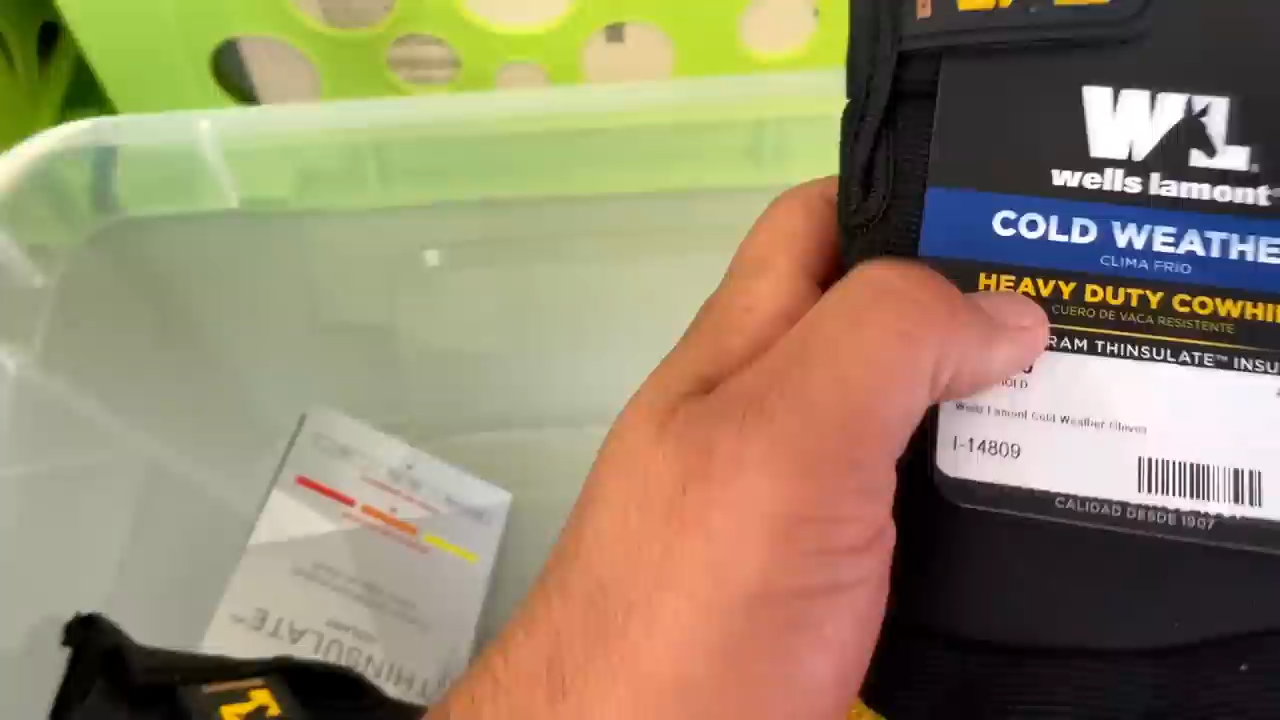 WL
wells lamont
COLD WEATHE
CLIMA FRIO
HEAVY DUTY COWHI
CUERO DE VACA RESISTENTE
RAM THINSULATE™ INSU
Wells Lamont Cold Weather Gloves
I-14809
CALIDAD DESDE 1907
THINSULATE™